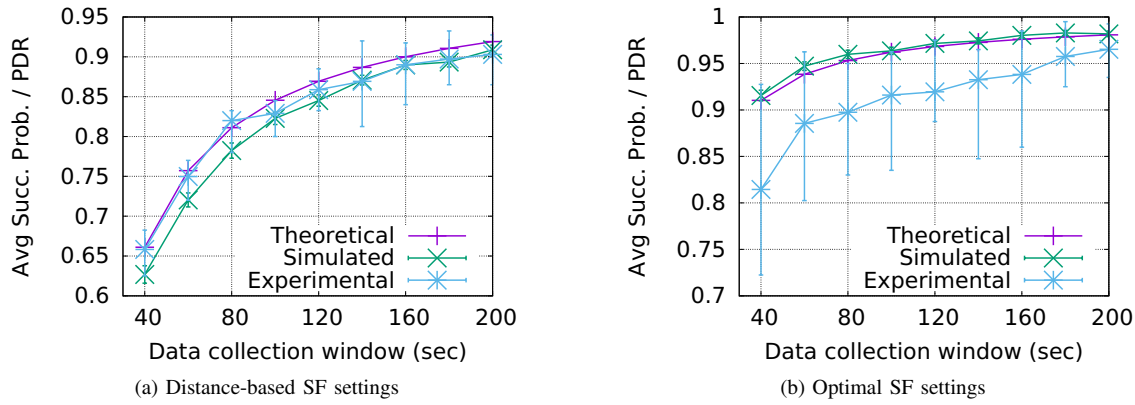 Avg Succ. Prob. / PDR
0.95
0.9
0.85
0.8
0.75
0.7
0.65
0.6
Theoretical
Simulated
Experimental
40 80 120 160 200
Data collection window (sec)
(a) Distance-based SF settings
Avg Succ. Prob. / PDR
1
0.95
0.9
0.85
0.8
0.75
0.7
Theoretical
Simulated
Experimental
40 80 120 160 200
Data collection window (sec)
(b) Optimal SF settings